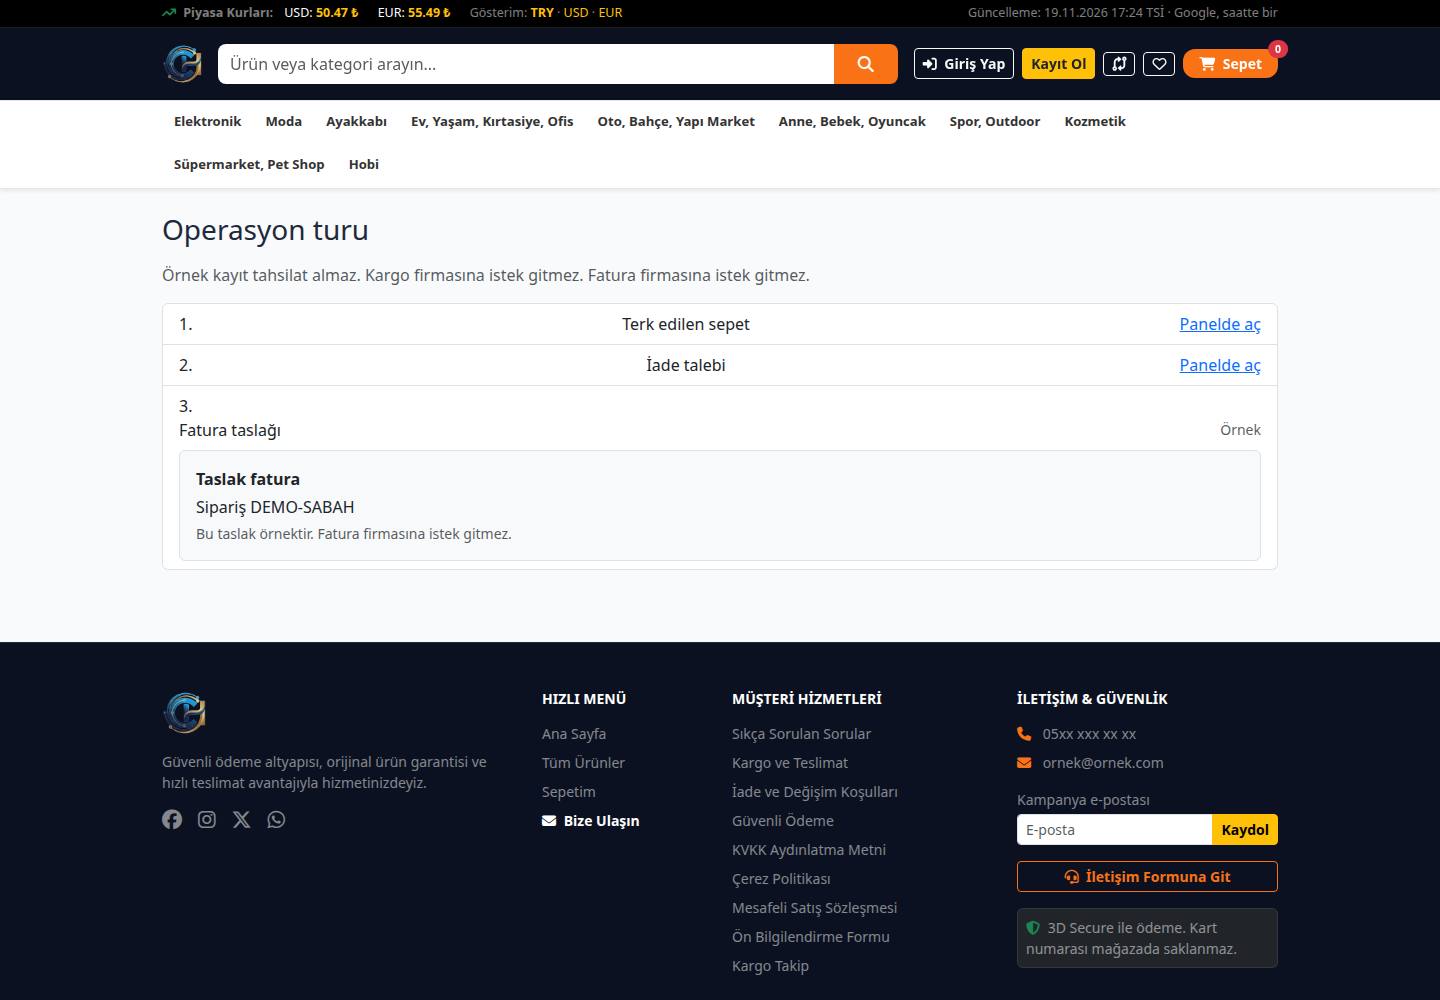 Piyasa Kurları: USD: 50.47 ₺ EUR: 55.49 ₺ Gösterim: TRY · USD · EUR
Güncelleme: 19.11.2026 17:24 TSİ · Google, saatte bir
Ürün veya kategori arayın...
Giriş Yap
Kayıt Ol
Sepet
0
Elektronik Moda Ayakkabı Ev, Yaşam, Kırtasiye, Ofis Oto, Bahçe, Yapı Market Anne, Bebek, Oyuncak Spor, Outdoor Kozmetik
Süpermarket, Pet Shop Hobi
Operasyon turu
Örnek kayıt tahsilat almaz. Kargo firmasına istek gitmez. Fatura firmasına istek gitmez.
1. Terk edilen sepet Panelde aç
2. İade talebi Panelde aç
3.
Fatura taslağı Örnek
Taslak fatura
Sipariş DEMO-SABAH
Bu taslak örnektir. Fatura firmasına istek gitmez.
Güvenli ödeme altyapısı, orijinal ürün garantisi ve
hızlı teslimat avantajıyla hizmetinizdeyiz.
HIZLI MENÜ
Ana Sayfa
Tüm Ürünler
Sepetim
Bize Ulaşın
MÜŞTERİ HİZMETLERİ
Sıkça Sorulan Sorular
Kargo ve Teslimat
İade ve Değişim Koşulları
Güvenli Ödeme
KVKK Aydınlatma Metni
Çerez Politikası
Mesafeli Satış Sözleşmesi
Ön Bilgilendirme Formu
Kargo Takip
İLETİŞİM & GÜVENLİK
05xx xxx xx xx
ornek@ornek.com
Kampanya e-postası
E-posta
Kaydol
İletişim Formuna Git
3D Secure ile ödeme. Kart
numarası mağazada saklanmaz.